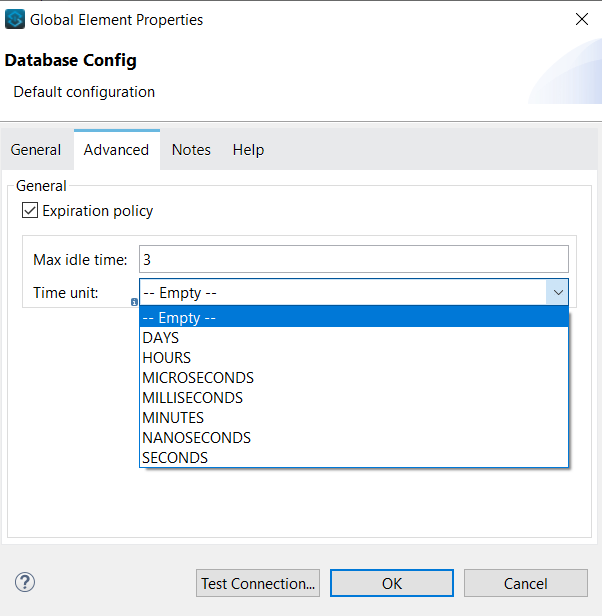 Global Element Properties
Database Config
Default configuration
General Advanced Notes Help
General
Expiration policy
Max idle time: 3
Time unit: -- Empty --
-- Empty --
DAYS
HOURS
MICROSECONDS
MILLISECONDS
MINUTES
NANOSECONDS
SECONDS
Test Connection... OK Cancel